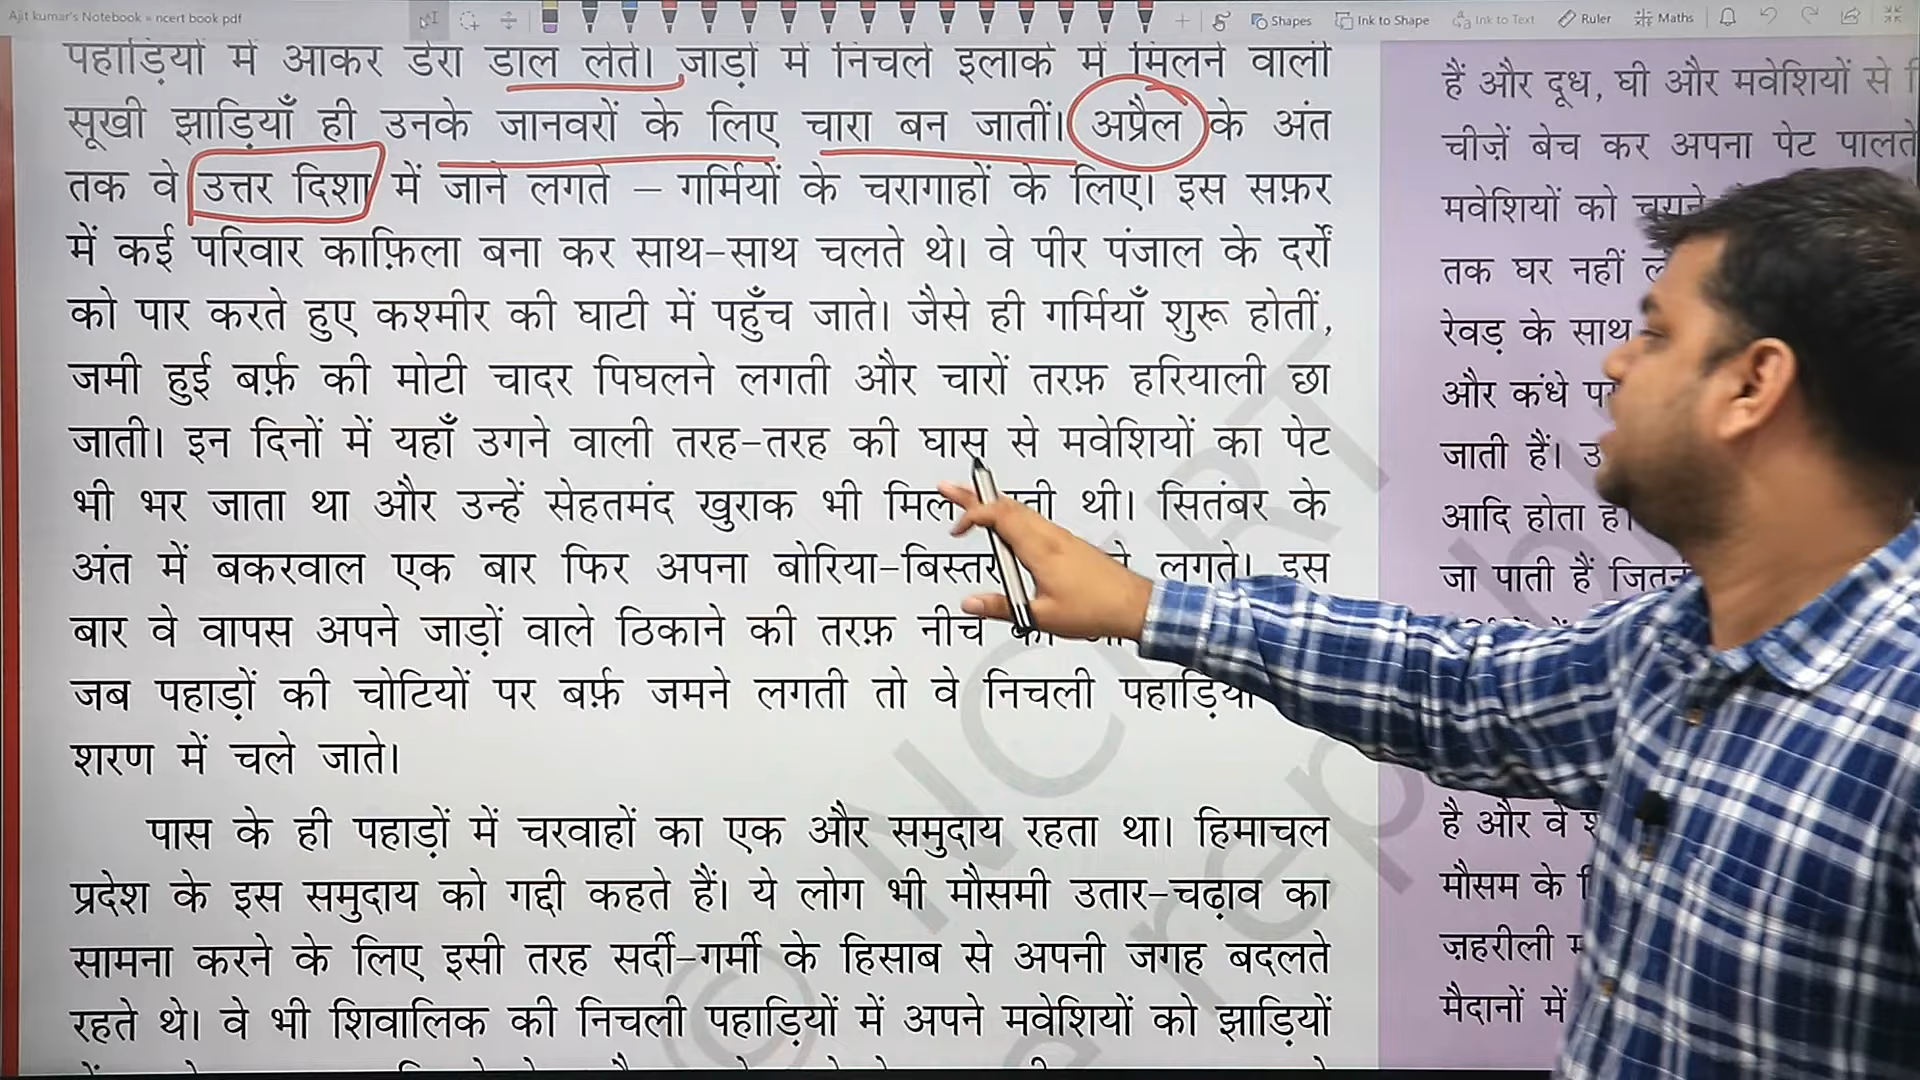 Ajit kumar's Notebook » ncert book pdf
Shapes
Ink to Shape
Ink to Text
Ruler
Maths
पहाड़ियों में आकर डेरा डाल लेते। जाड़ों में निचले इलाके में मिलने वाली
सूखी झाड़ियाँ ही उनके जानवरों के लिए चारा बन जातीं। अप्रैल के अंत
तक वे उत्तर दिशा में जाने लगते – गर्मियों के चरागाहों के लिए। इस सफ़र
में कई परिवार काफ़िला बना कर साथ-साथ चलते थे। वे पीर पंजाल के दर्रों
को पार करते हुए कश्मीर की घाटी में पहुँच जाते। जैसे ही गर्मियाँ शुरू होतीं,
जमी हुई बर्फ़ की मोटी चादर पिघलने लगती और चारों तरफ़ हरियाली छा
जाती। इन दिनों में यहाँ उगने वाली तरह-तरह की घास से मवेशियों का पेट
भी भर जाता था और उन्हें सेहतमंद खुराक भी थी। सितंबर के
अंत में बकरवाल एक बार फिर अपना बोरिया-बिस्तर लगते। इस
बार वे वापस अपने जाड़ों वाले ठिकाने की तरफ़ नीचे
जब पहाड़ों की चोटियों पर बर्फ़ जमने लगती तो वे निचली
शरण में चले जाते।
पास के ही पहाड़ों में चरवाहों का एक और समुदाय रहता था। हिमाचल
प्रदेश के इस समुदाय को गद्दी कहते हैं। ये लोग भी मौसमी उतार-चढ़ाव का
सामना करने के लिए इसी तरह सर्दी-गर्मी के हिसाब से अपनी जगह बदलते
रहते थे। वे भी शिवालिक की निचली पहाड़ियों में अपने मवेशियों को झाड़ियों
हैं और दूध, घी और मवेशियों से
चीज़ें बेच कर अपना पेट पालते
मवेशियों को
तक घर नहीं
रेवड़ के साथ
और कंधे
जाती हैं।
आदि होता
जा पाती हैं
है और वे
मौसम के
ज़हरीली
मैदानों में
© NCERT